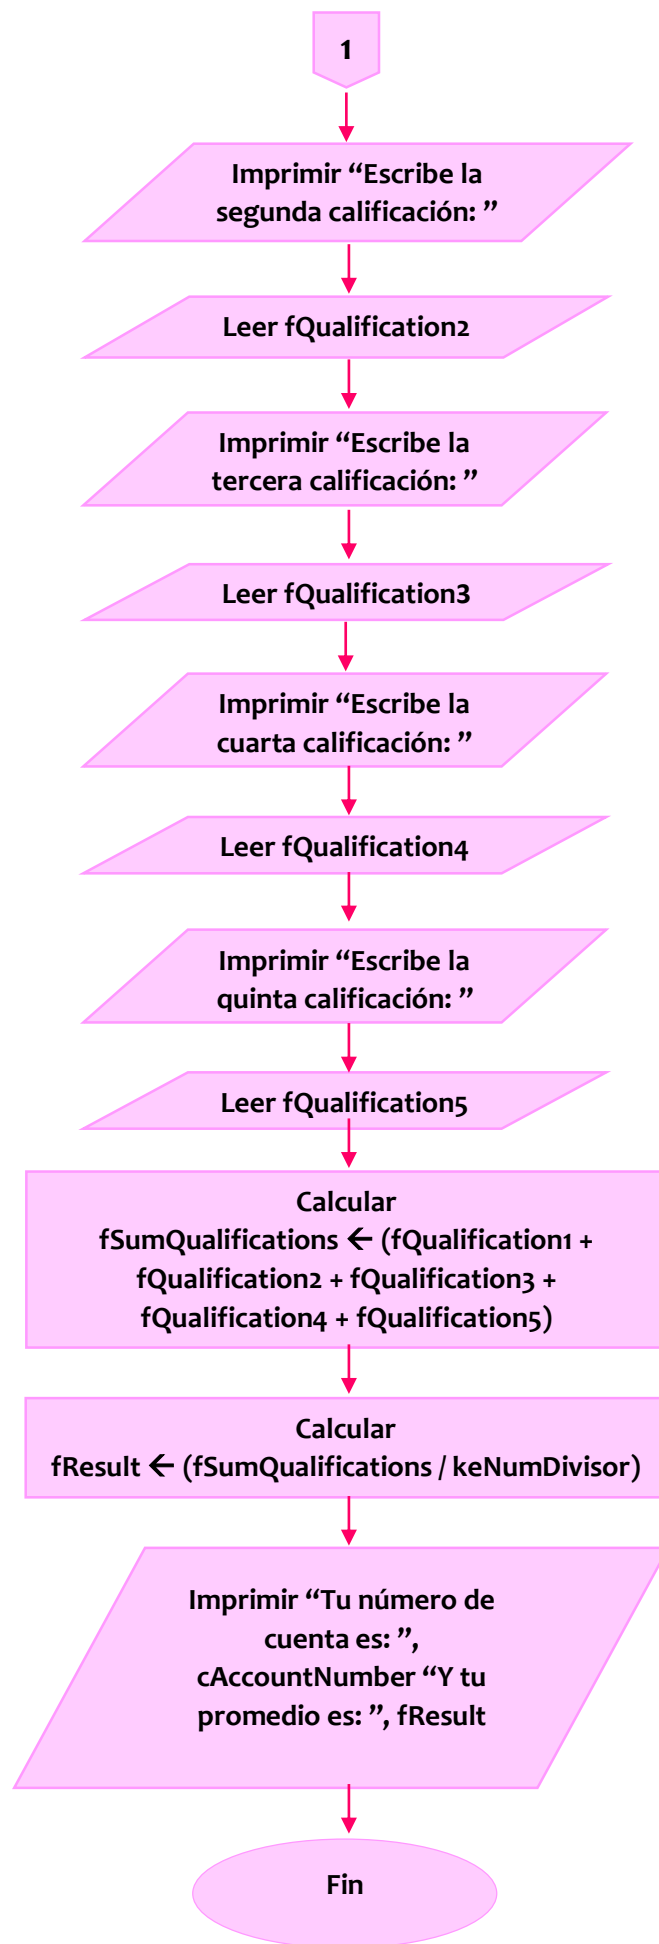 1
Imprimir “Escribe la
segunda calificación: ”
Leer fQualification2
Imprimir “Escribe la
tercera calificación: ”
Leer fQualification3
Imprimir “Escribe la
cuarta calificación: ”
Leer fQualification4
Imprimir “Escribe la
quinta calificación: ”
Leer fQualification5
Calcular
fSumQualifications ← (fQualification1 +
fQualification2 + fQualification3 +
fQualification4 + fQualification5)
Calcular
fResult ← (fSumQualifications / keNumDivisor)
Imprimir “Tu número de
cuenta es: ”,
cAccountNumber “Y tu
promedio es: ”, fResult
Fin